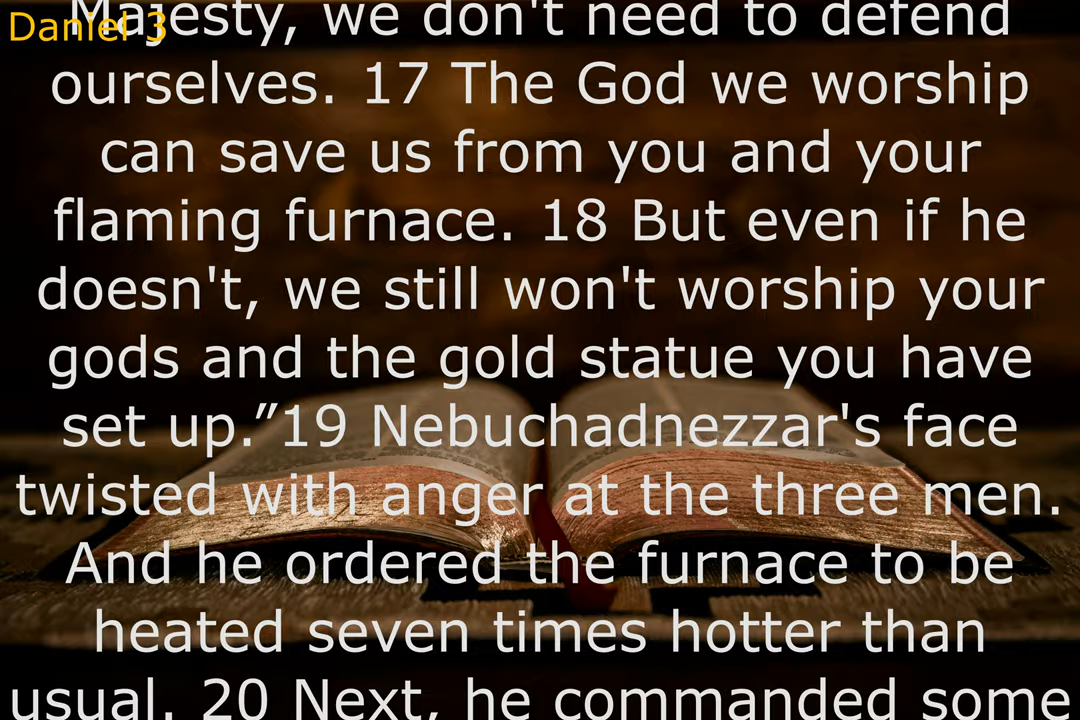 Daniel 3
Majesty, we don't need to defend
ourselves. 17 The God we worship
can save us from you and your
flaming furnace. 18 But even if he
doesn't, we still won't worship your
gods and the gold statue you have
set up.”19 Nebuchadnezzar's face
twisted with anger at the three men.
And he ordered the furnace to be
heated seven times hotter than
usual. 20 Next, he commanded some